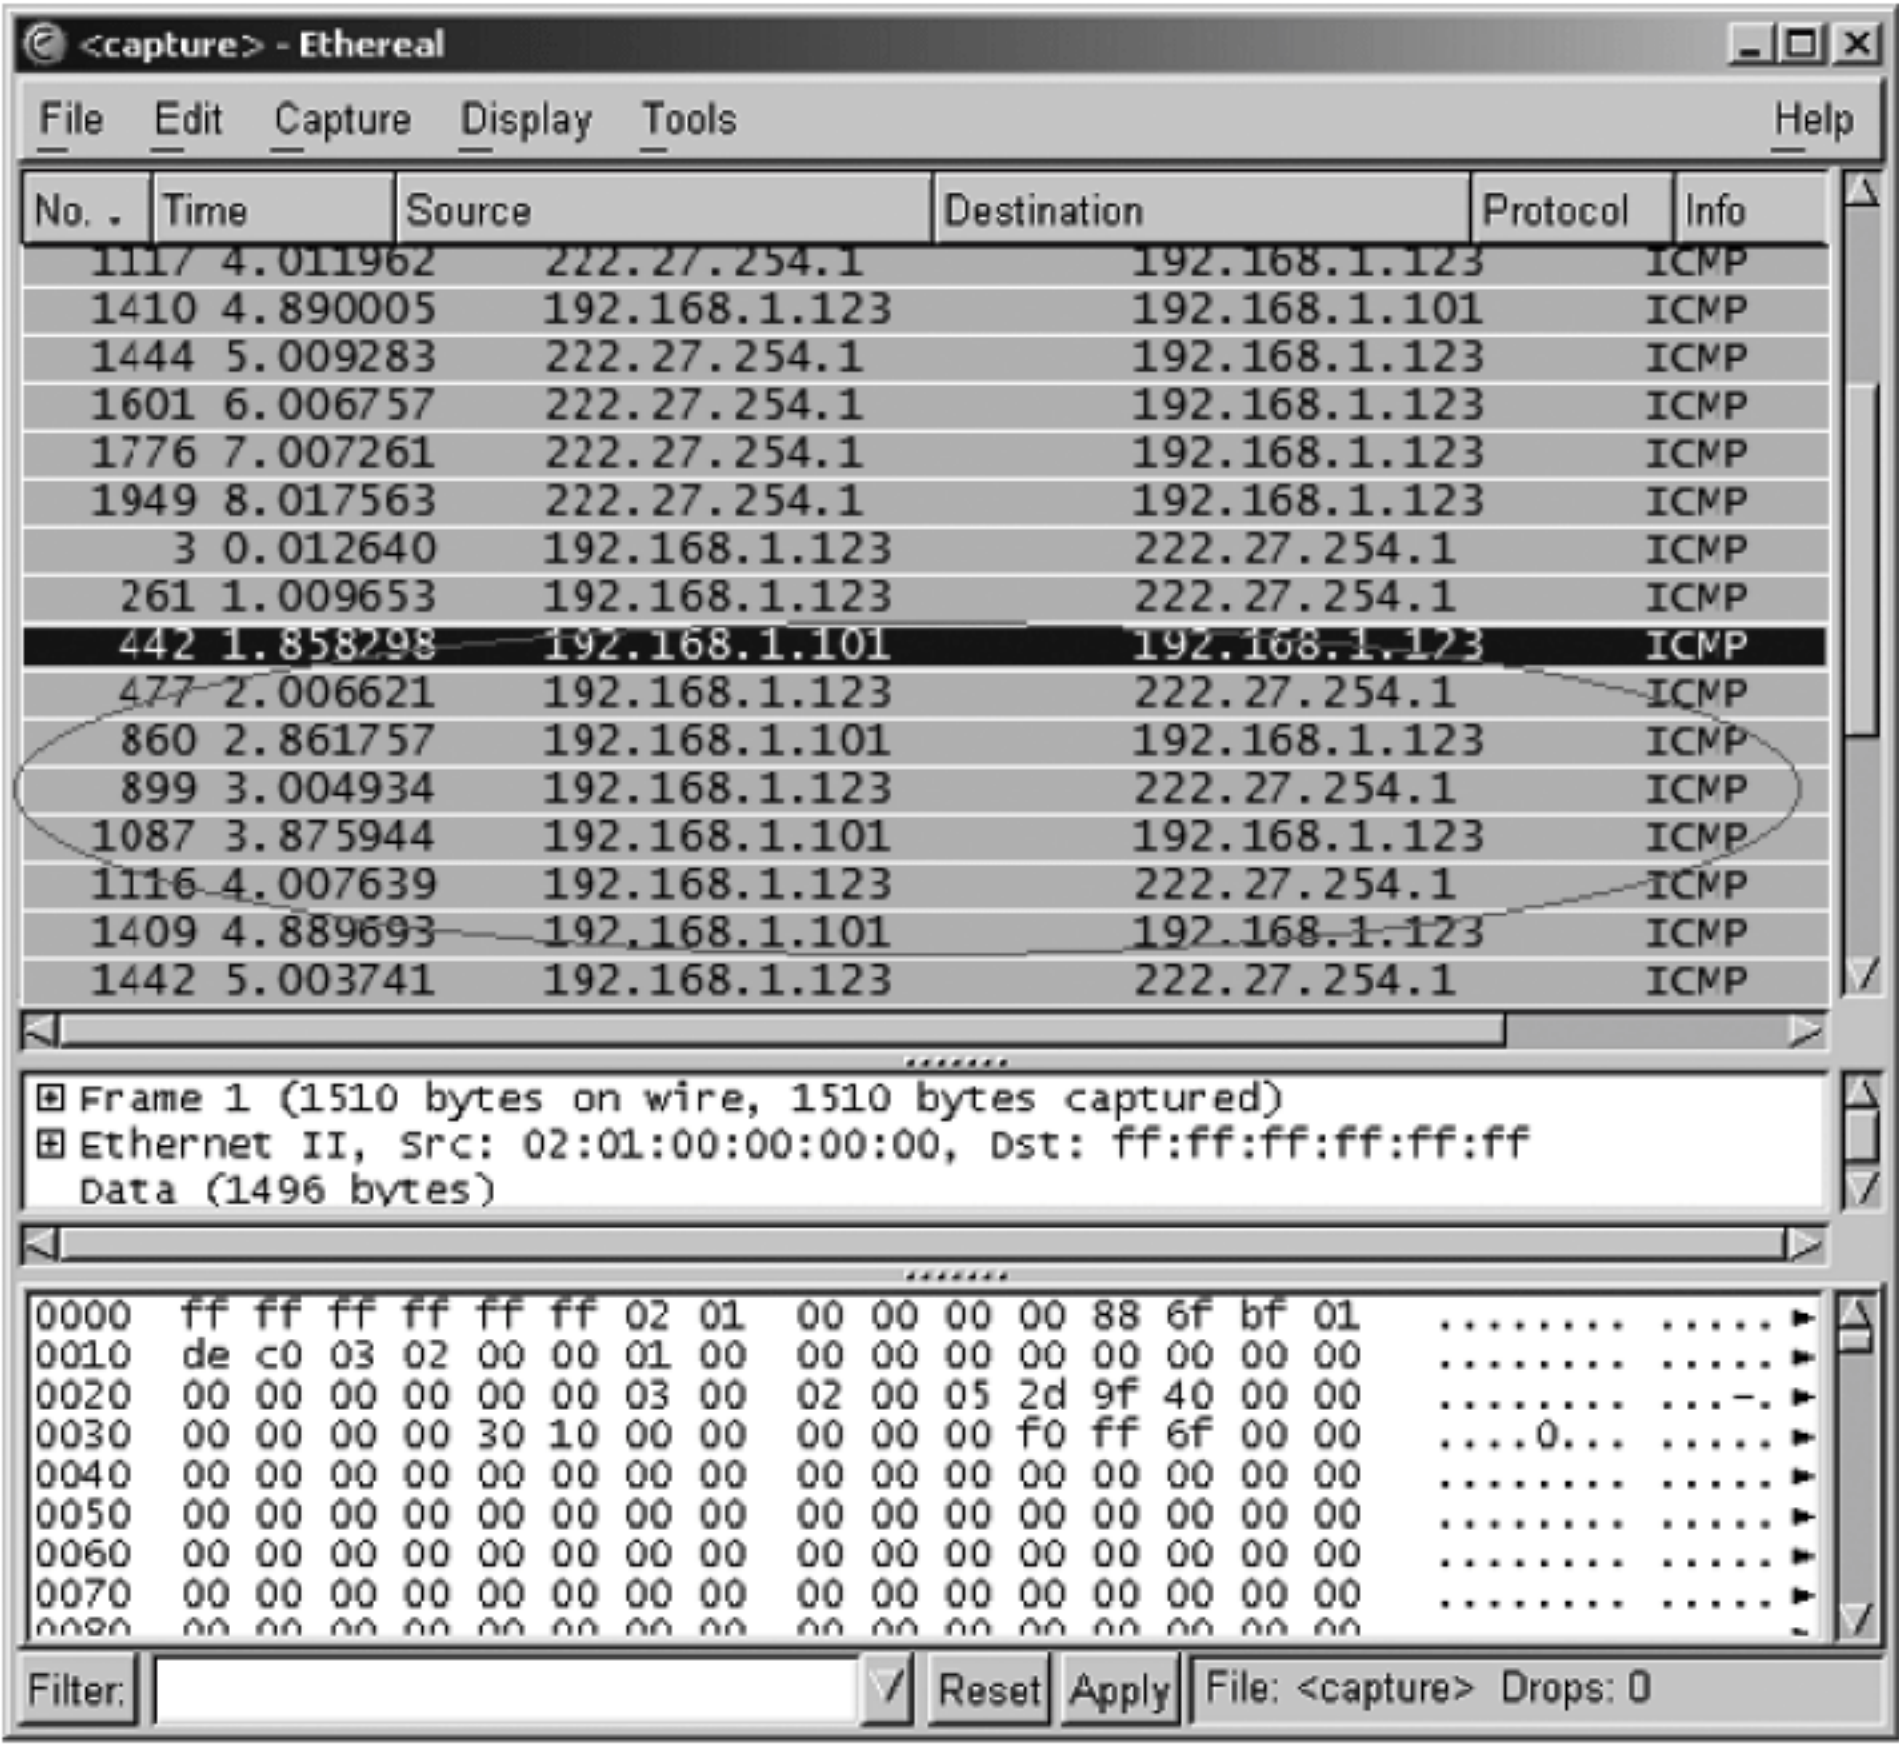 <capture> - Ethereal
File Edit Capture Display Tools Help
No. . Time Source Destination Protocol Info
1117 4.011962 222.27.254.1 192.168.1.123 ICMP
1410 4.890005 192.168.1.123 192.168.1.101 ICMP
1444 5.009283 222.27.254.1 192.168.1.123 ICMP
1601 6.006757 222.27.254.1 192.168.1.123 ICMP
1776 7.007261 222.27.254.1 192.168.1.123 ICMP
1949 8.017563 222.27.254.1 192.168.1.123 ICMP
3 0.012640 192.168.1.123 222.27.254.1 ICMP
261 1.009653 192.168.1.123 222.27.254.1 ICMP
442 1.858298 192.168.1.101 192.168.1.123 ICMP
477 2.006621 192.168.1.123 222.27.254.1 ICMP
860 2.861757 192.168.1.101 192.168.1.123 ICMP
899 3.004934 192.168.1.123 222.27.254.1 ICMP
1087 3.875944 192.168.1.101 192.168.1.123 ICMP
1116 4.007639 192.168.1.123 222.27.254.1 ICMP
1409 4.889693 192.168.1.101 192.168.1.123 ICMP
1442 5.003741 192.168.1.123 222.27.254.1 ICMP
Frame 1 (1510 bytes on wire, 1510 bytes captured)
Ethernet II, Src: 02:01:00:00:00:00, Dst: ff:ff:ff:ff:ff:ff
Data (1496 bytes)
0000 ff ff ff ff ff ff 02 01 00 00 00 00 88 6f bf 01 ........ .....
0010 de c0 03 02 00 00 01 00 00 00 00 00 00 00 00 00 ........ .....
0020 00 00 00 00 00 00 03 00 02 00 05 2d 9f 40 00 00 ........ ...-.
0030 00 00 00 00 30 10 00 00 00 00 00 f0 ff 6f 00 00 ....0... .....
0040 00 00 00 00 00 00 00 00 00 00 00 00 00 00 00 00 ........ .....
0050 00 00 00 00 00 00 00 00 00 00 00 00 00 00 00 00 ........ .....
0060 00 00 00 00 00 00 00 00 00 00 00 00 00 00 00 00 ........ .....
0070 00 00 00 00 00 00 00 00 00 00 00 00 00 00 00 00 ........ .....
0080 00 00 00 00 00 00 00 00 00 00 00 00 00 00 00 00
Filter: Reset Apply File: <capture> Drops: 0